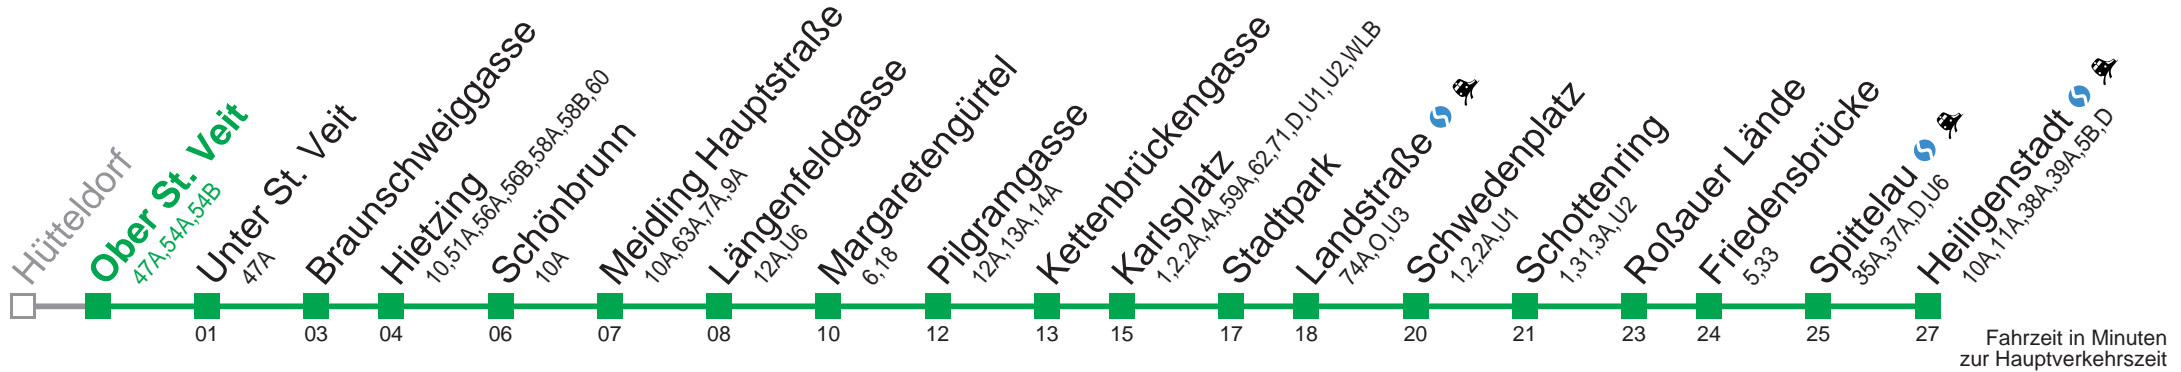 Hütteldorf
Ober St. Veit
47A,54A,54B
Unter St. Veit
47A
Braunschweiggasse
Hietzing
10,51A,56A,56B,58A,58B,60
Schönbrunn
10A
Meidling Hauptstraße
10A,63A,7A,9A
Längenfeldgasse
12A,U6
Margaretengürtel
6,18
Pilgramgasse
12A,13A,14A
Kettenbrückengasse
Karlsplatz
1,2,2A,4A,59A,62,71,D,U1,U2,WLB
Stadtpark
Landstraße
74A,O,U3
Schwedenplatz
1,2,2A,U1
Schottenring
1,31,3A,U2
Roßauer Lände
Friedensbrücke
5,33
Spittelau
35A,37A,D,U6
Heiligenstadt
10A,11A,38A,39A,5B,D
01 03 04 06 07 08 10 12 13 15 17 18 20 21 23 24 25 27
Fahrzeit in Minuten
zur Hauptverkehrszeit